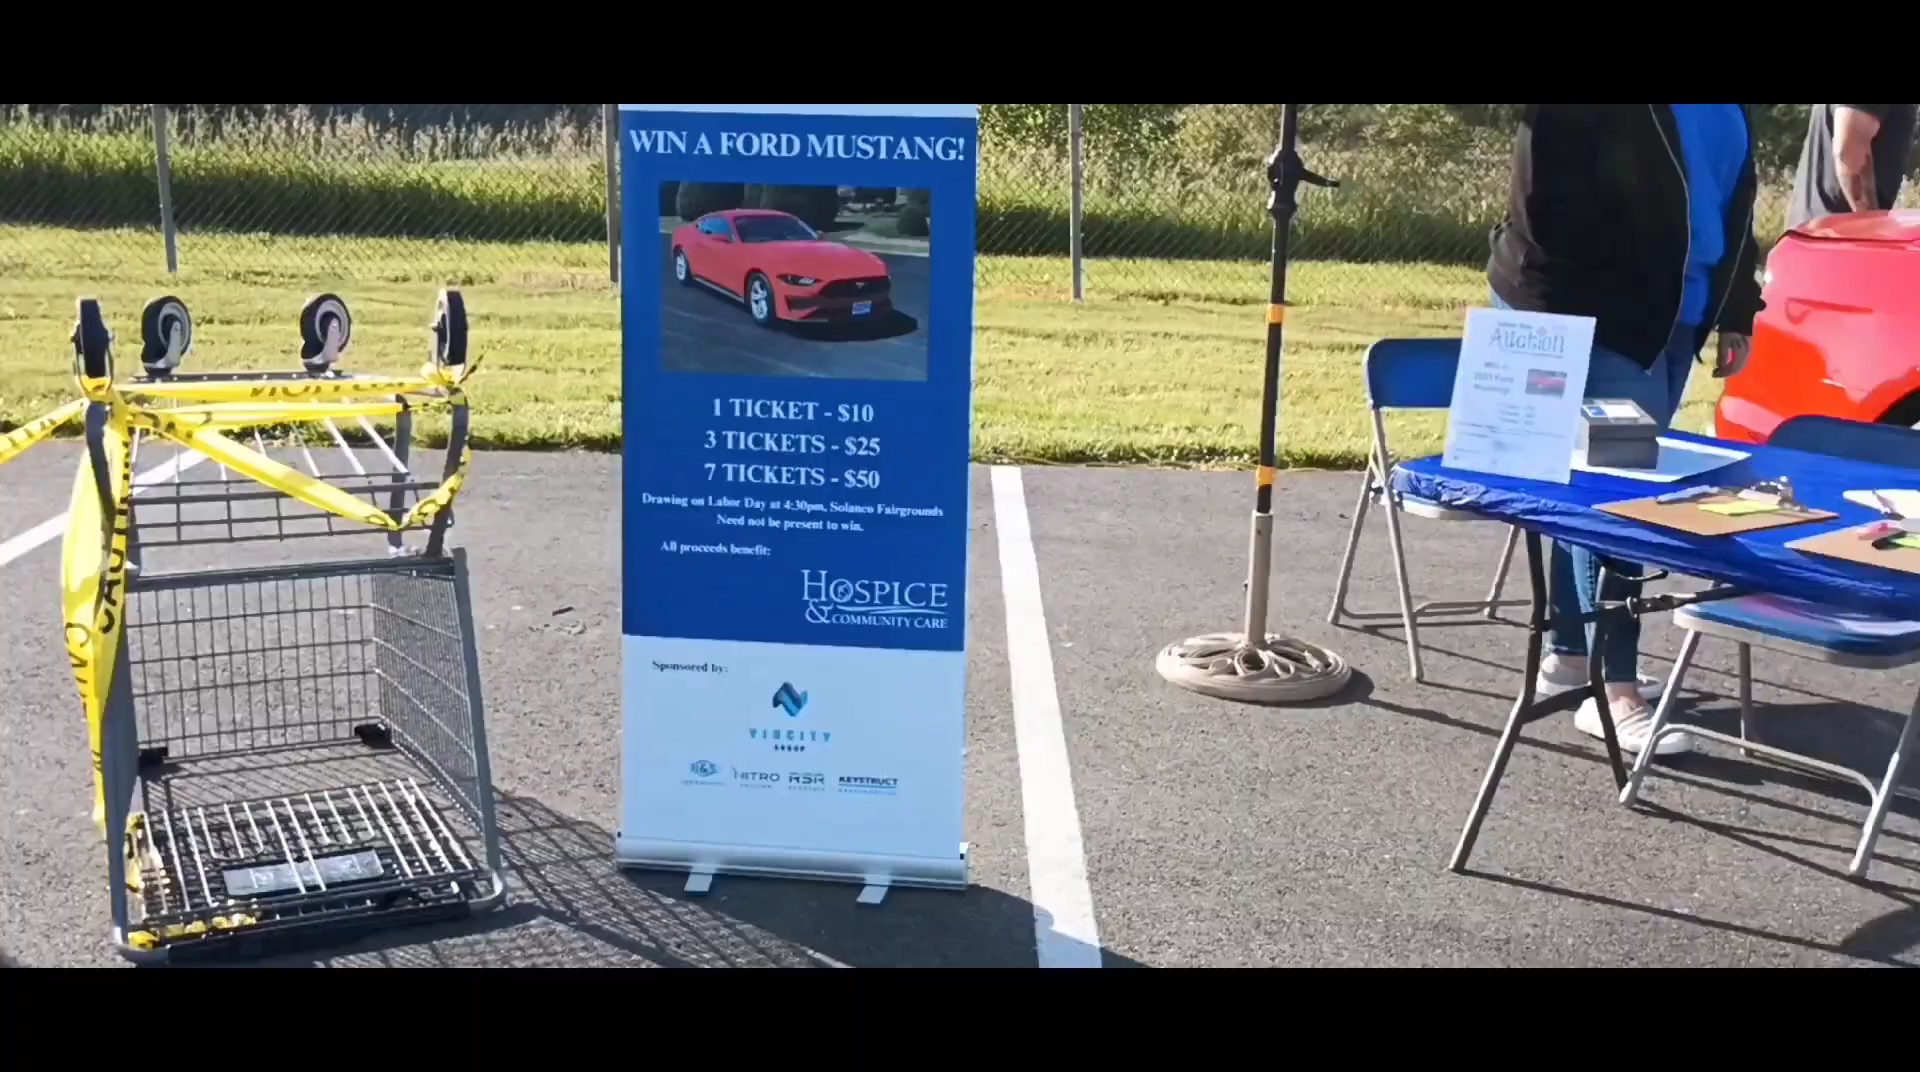 WIN A FORD MUSTANG!
1 TICKET - $10
3 TICKETS - $25
7 TICKETS - $50
Drawing on Labor Day at 4:30pm, Solanco Fairgrounds
Need not be present to win.
All proceeds benefit:
HOSPICE
& COMMUNITY CARE
Sponsored by:
VIOCITY
GROUP
NITRO
RSR
KEYSTRUCT
Auction